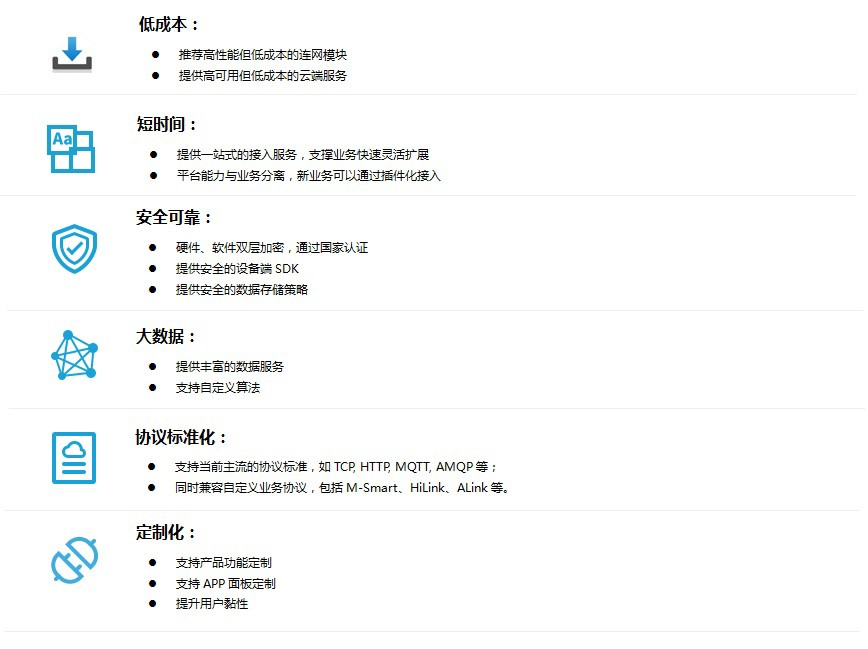 低成本：
● 推荐高性能但低成本的连网模块
● 提供高可用但低成本的云端服务
Aa
短时间：
● 提供一站式的接入服务，支撑业务快速灵活扩展
● 平台能力与业务分离，新业务可以通过插件化接入
安全可靠：
● 硬件、软件双层加密，通过国家认证
● 提供安全的设备端 SDK
● 提供安全的数据存储策略
大数据：
● 提供丰富的数据服务
● 支持自定义算法
协议标准化：
● 支持当前主流的协议标准，如 TCP, HTTP, MQTT, AMQP 等；
● 同时兼容自定义业务协议，包括 M-Smart、HiLink、ALink 等。
定制化：
● 支持产品功能定制
● 支持 APP 面板定制
● 提升用户黏性